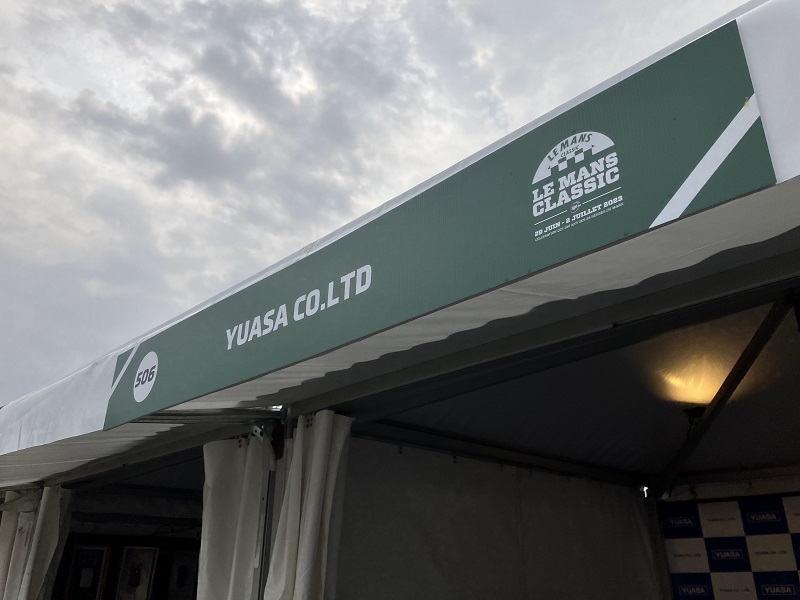 506
YUASA CO.LTD
LE MANS
CLASSIC
LE MANS
CLASSIC
29 JUIN - 2 JUILLET 2023
YUASA
YUASA
YUASA
YUASA
YUASA